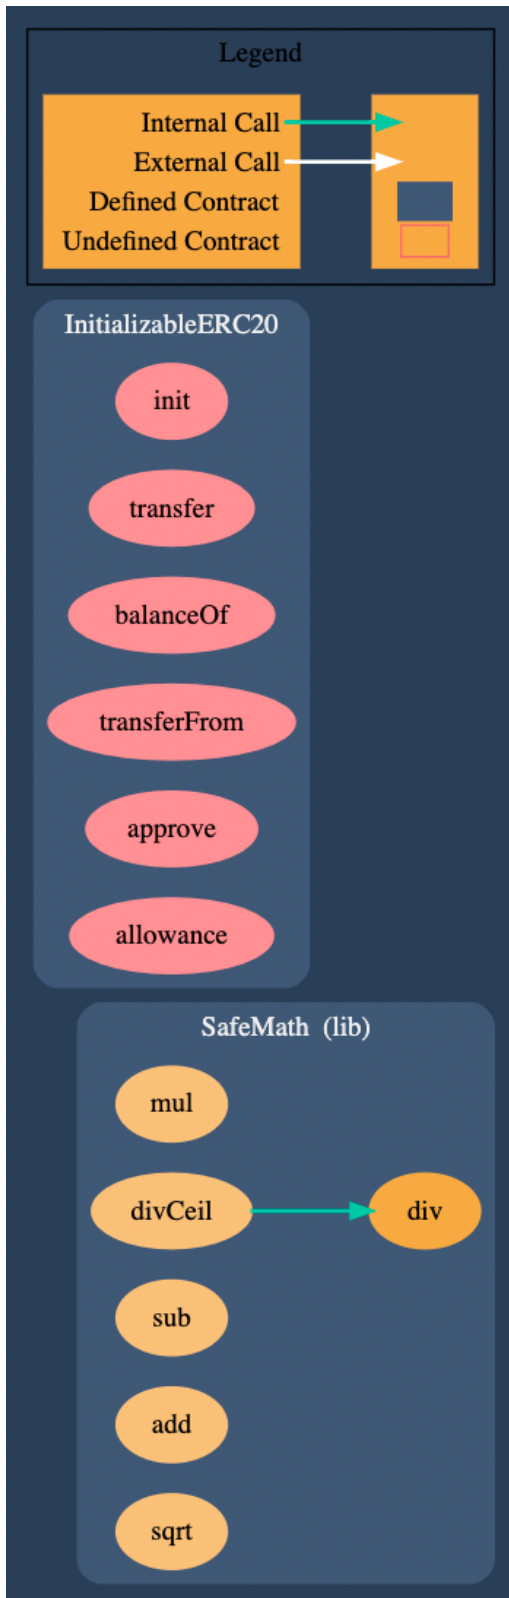 Legend
Internal Call
External Call
Defined Contract
Undefined Contract
InitializableERC20
init
transfer
balanceOf
transferFrom
approve
allowance
SafeMath (lib)
mul
divCeil
div
sub
add
sqrt